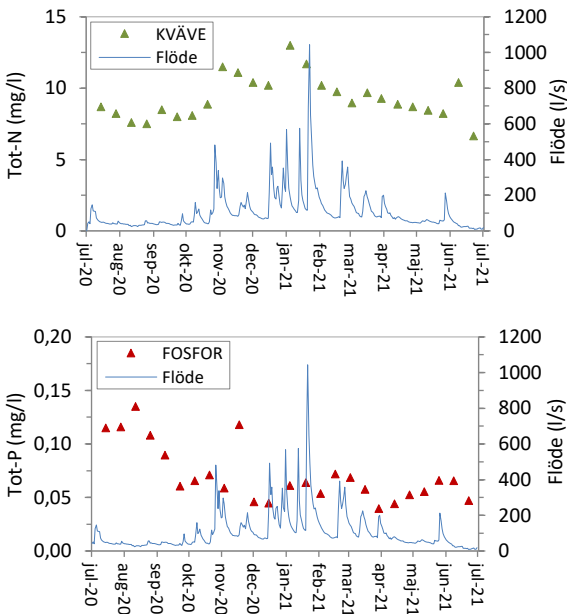 15
10
5
0
Tot-N (mg/l)
KVÄVE
Flöde
1200
1000
800
600
400
200
0
Flöde (l/s)
jul-20
aug-20
sep-20
okt-20
nov-20
dec-20
jan-21
feb-21
mar-21
apr-21
maj-21
jun-21
jul-21
0,20
0,15
0,10
0,05
0,00
Tot-P (mg/l)
FOSFOR
Flöde
1200
1000
800
600
400
200
0
Flöde (l/s)
jul-20
aug-20
sep-20
okt-20
nov-20
dec-20
jan-21
feb-21
mar-21
apr-21
maj-21
jun-21
jul-21